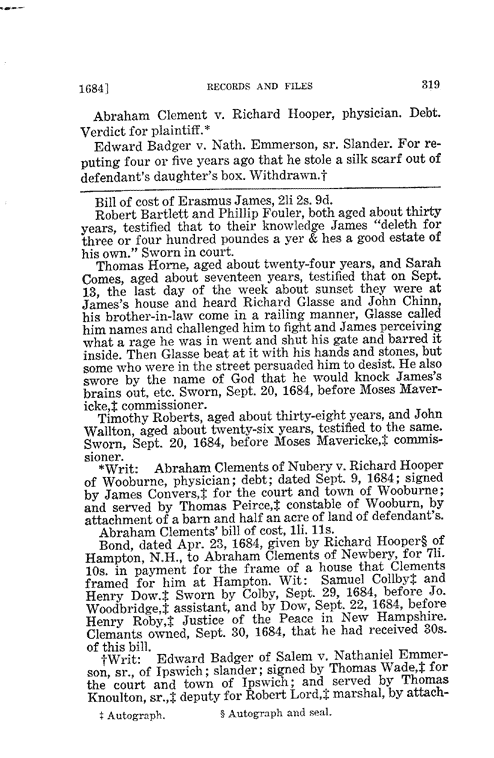 1684] RECORDS AND FILES 319
Abraham Clement v. Richard Hooper, physician. Debt.
Verdict for plaintiff.*
Edward Badger v. Nath. Emmerson, sr. Slander. For re-
puting four or five years ago that he stole a silk scarf out of
defendant's daughter's box. Withdrawn.†
Bill of cost of Erasmus James, 2li 2s. 9d.
Robert Bartlett and Phillip Fouler, both aged about thirty
years, testified that to their knowledge James "deleth for
three or four hundred poundes a yer & hes a good estate of
his own." Sworn in court.
Thomas Horne, aged about twenty-four years, and Sarah
Comes, aged about seventeen years, testified that on Sept.
13, the last day of the week about sunset they were at
James's house and heard Richard Glasse and John Chinn,
his brother-in-law come in a railing manner, Glasse called
him names and challenged him to fight and James perceiving
what a rage he was in went and shut his gate and barred it
inside. Then Glasse beat at it with his hands and stones, but
some who were in the street persuaded him to desist. He also
swore by the name of God that he would knock James's
brains out, etc. Sworn, Sept. 20, 1684, before Moses Maver-
icke,‡ commissioner.
Timothy Roberts, aged about thirty-eight years, and John
Wallton, aged about twenty-six years, testified to the same.
Sworn, Sept. 20, 1684, before Moses Mavericke,‡ commis-
sioner.
*Writ: Abraham Clements of Nubery v. Richard Hooper
of Wooburne, physician; debt; dated Sept. 9, 1684; signed
by James Convers,‡ for the court and town of Wooburne;
and served by Thomas Peirce,‡ constable of Wooburn, by
attachment of a barn and half an acre of land of defendant's.
Abraham Clements' bill of cost, 1li. 11s.
Bond, dated Apr. 23, 1684, given by Richard Hooper§ of
Hampton, N.H., to Abraham Clements of Newbery, for 7li.
10s. in payment for the frame of a house that Clements
framed for him at Hampton. Wit: Samuel Collby‡ and
Henry Dow.‡ Sworn by Colby, Sept. 29, 1684, before Jo.
Woodbridge,‡ assistant, and by Dow, Sept. 22, 1684, before
Henry Roby,‡ Justice of the Peace in New Hampshire.
Clemants owned, Sept. 30, 1684, that he had received 30s.
of this bill.
†Writ: Edward Badger of Salem v. Nathaniel Emmer-
son, sr., of Ipswich; slander; signed by Thomas Wade,‡ for
the court and town of Ipswich; and served by Thomas
Knoulton, sr.,‡ deputy for Robert Lord,‡ marshal, by attach-
‡ Autograph. § Autograph and seal.